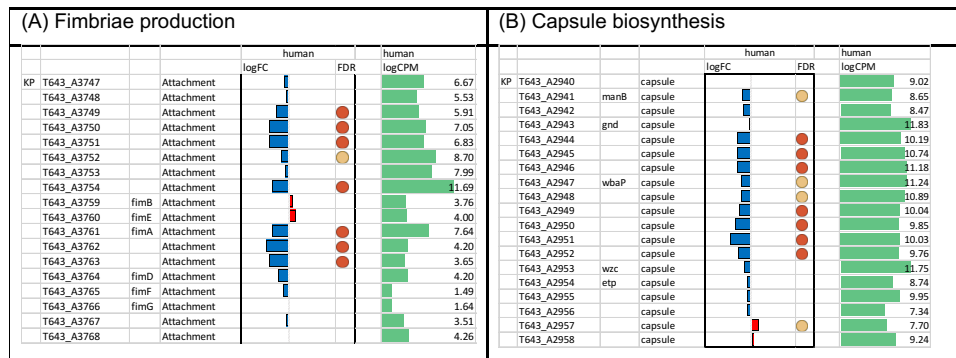 (A) Fimbriae production
human human
logFC FDR logCPM
KP T643_A3747 Attachment 6.67
T643_A3748 Attachment 5.53
T643_A3749 Attachment 5.91
T643_A3750 Attachment 7.05
T643_A3751 Attachment 6.83
T643_A3752 Attachment 8.70
T643_A3753 Attachment 7.99
T643_A3754 Attachment 11.69
T643_A3759 fimB Attachment 3.76
T643_A3760 fimE Attachment 4.00
T643_A3761 fimA Attachment 7.64
T643_A3762 Attachment 4.20
T643_A3763 Attachment 3.65
T643_A3764 fimD Attachment 4.20
T643_A3765 fimF Attachment 1.49
T643_A3766 fimG Attachment 1.64
T643_A3767 Attachment 3.51
T643_A3768 Attachment 4.26
(B) Capsule biosynthesis
human human
logFC FDR logCPM
KP T643_A2940 capsule 9.02
T643_A2941 manB capsule 8.65
T643_A2942 capsule 8.47
T643_A2943 gnd capsule 11.83
T643_A2944 capsule 10.19
T643_A2945 capsule 10.74
T643_A2946 capsule 11.18
T643_A2947 wbaP capsule 11.24
T643_A2948 capsule 10.89
T643_A2949 capsule 10.04
T643_A2950 capsule 9.85
T643_A2951 capsule 10.03
T643_A2952 capsule 9.76
T643_A2953 wzc capsule 11.75
T643_A2954 etp capsule 8.74
T643_A2955 capsule 9.95
T643_A2956 capsule 7.34
T643_A2957 capsule 7.70
T643_A2958 capsule 9.24